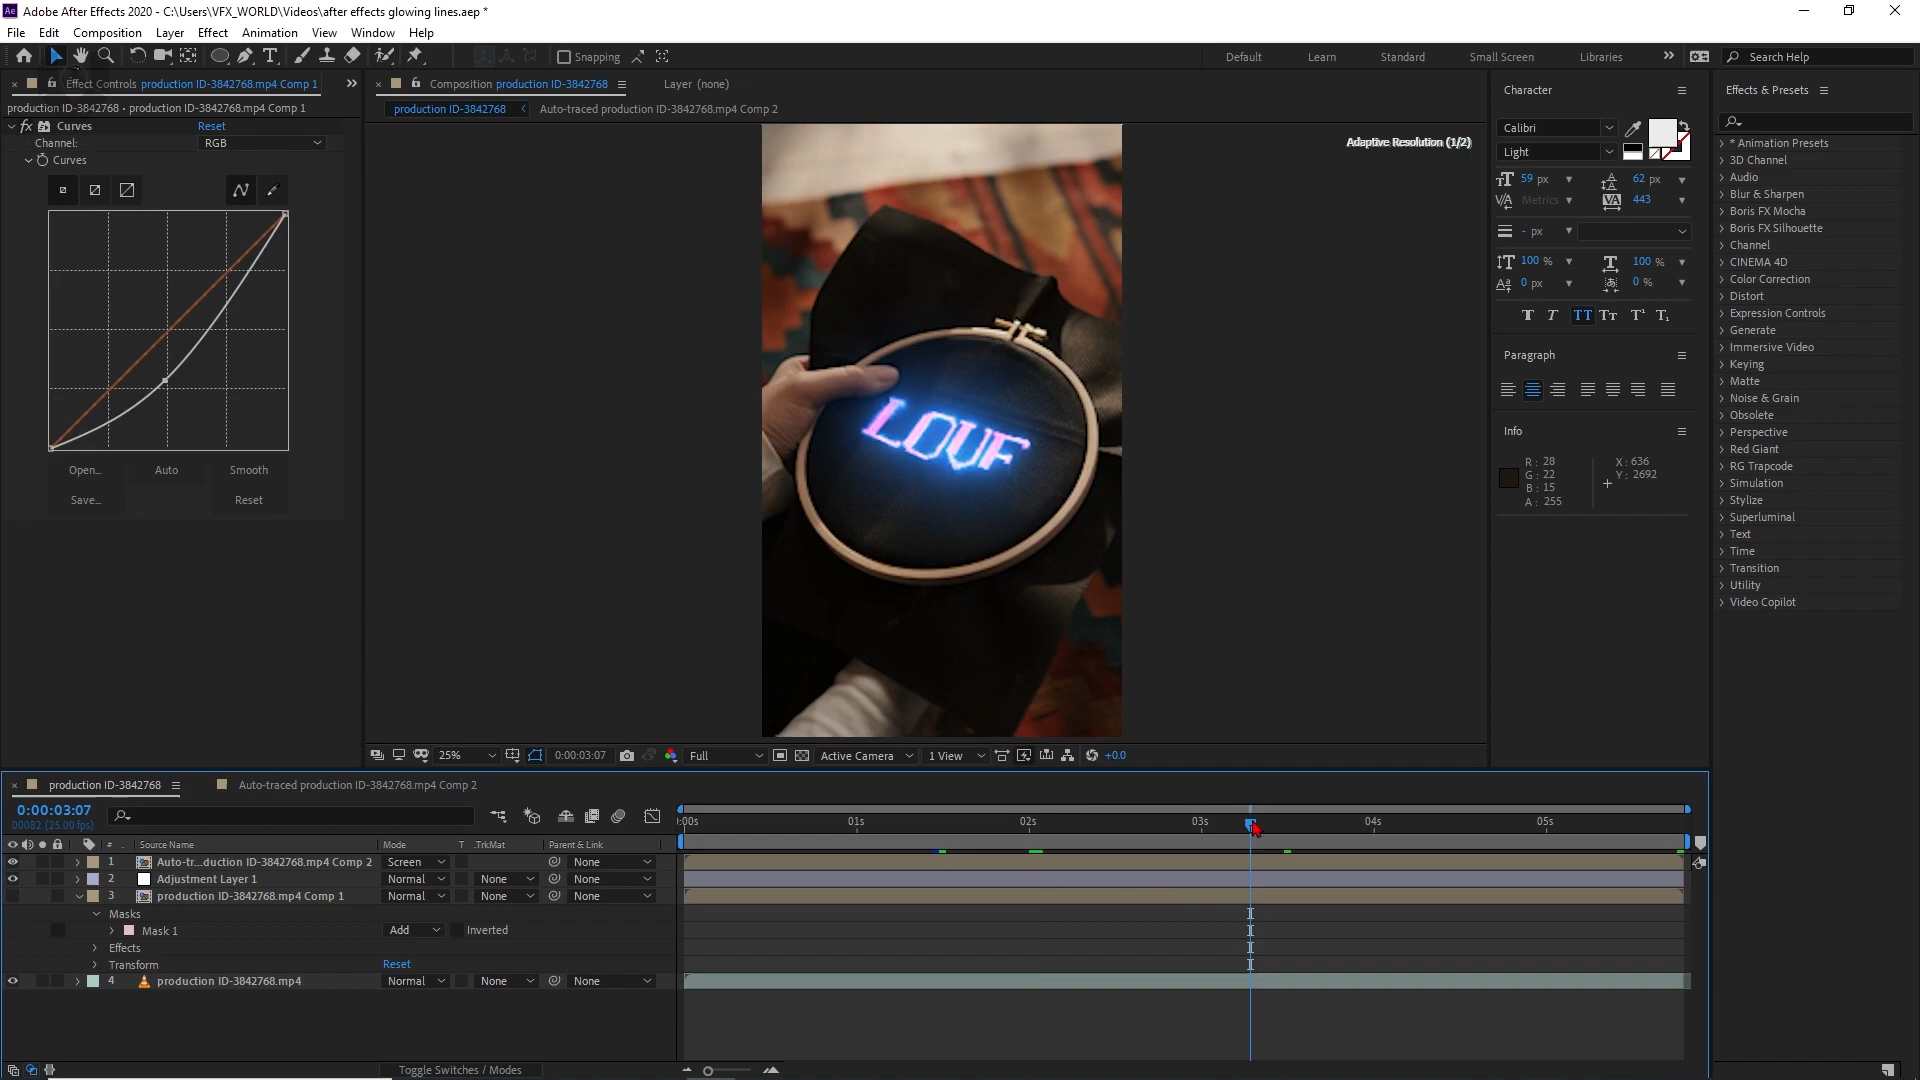 Adobe After Effects 2020 - C:\Users\VFX_WORLD\Videos\after effects glowing lines.aep *
File Edit Composition Layer Effect Animation View Window Help
Snapping Default Learn Standard Small Screen Libraries Search Help
Effect Controls production ID-3842768.mp4 Comp 1
production ID-3842768 • production ID-3842768.mp4 Comp 1
fx Curves Reset
Channel: RGB
Curves
Open... Auto Smooth
Save... Reset
Composition production ID-3842768 Layer (none)
production ID-3842768 Auto-traced production ID-3842768.mp4 Comp 2
Adaptive Resolution (1/2)
LOVE
25% 0:00:03:07 Full Active Camera 1 View +0.0
Character
Calibri
Light
59 px 62 px
Metrics 443
- px
100 % 100 %
0 px 0 %
Paragraph
Info
R: 28
G: 22
B: 15
A: 255
X: 636
Y: 2692
Effects & Presets
* Animation Presets
3D Channel
Audio
Blur & Sharpen
Boris FX Mocha
Boris FX Silhouette
Channel
CINEMA 4D
Color Correction
Distort
Expression Controls
Generate
Immersive Video
Keying
Matte
Noise & Grain
Obsolete
Perspective
Red Giant
RG Trapcode
Simulation
Stylize
Superluminal
Text
Time
Transition
Utility
Video Copilot
production ID-3842768 Auto-traced production ID-3842768.mp4 Comp 2
0:00:03:07
00082 (25.00 fps)
:00s 01s 02s 03s 04s 05s
# Source Name Mode T .TrkMat Parent & Link
1 Auto-tr...duction ID-3842768.mp4 Comp 2 Screen None
2 Adjustment Layer 1 Normal None None
3 production ID-3842768.mp4 Comp 1 Normal None None
Masks
Mask 1 Add Inverted
Effects
Transform Reset
4 production ID-3842768.mp4 Normal None None
Toggle Switches / Modes